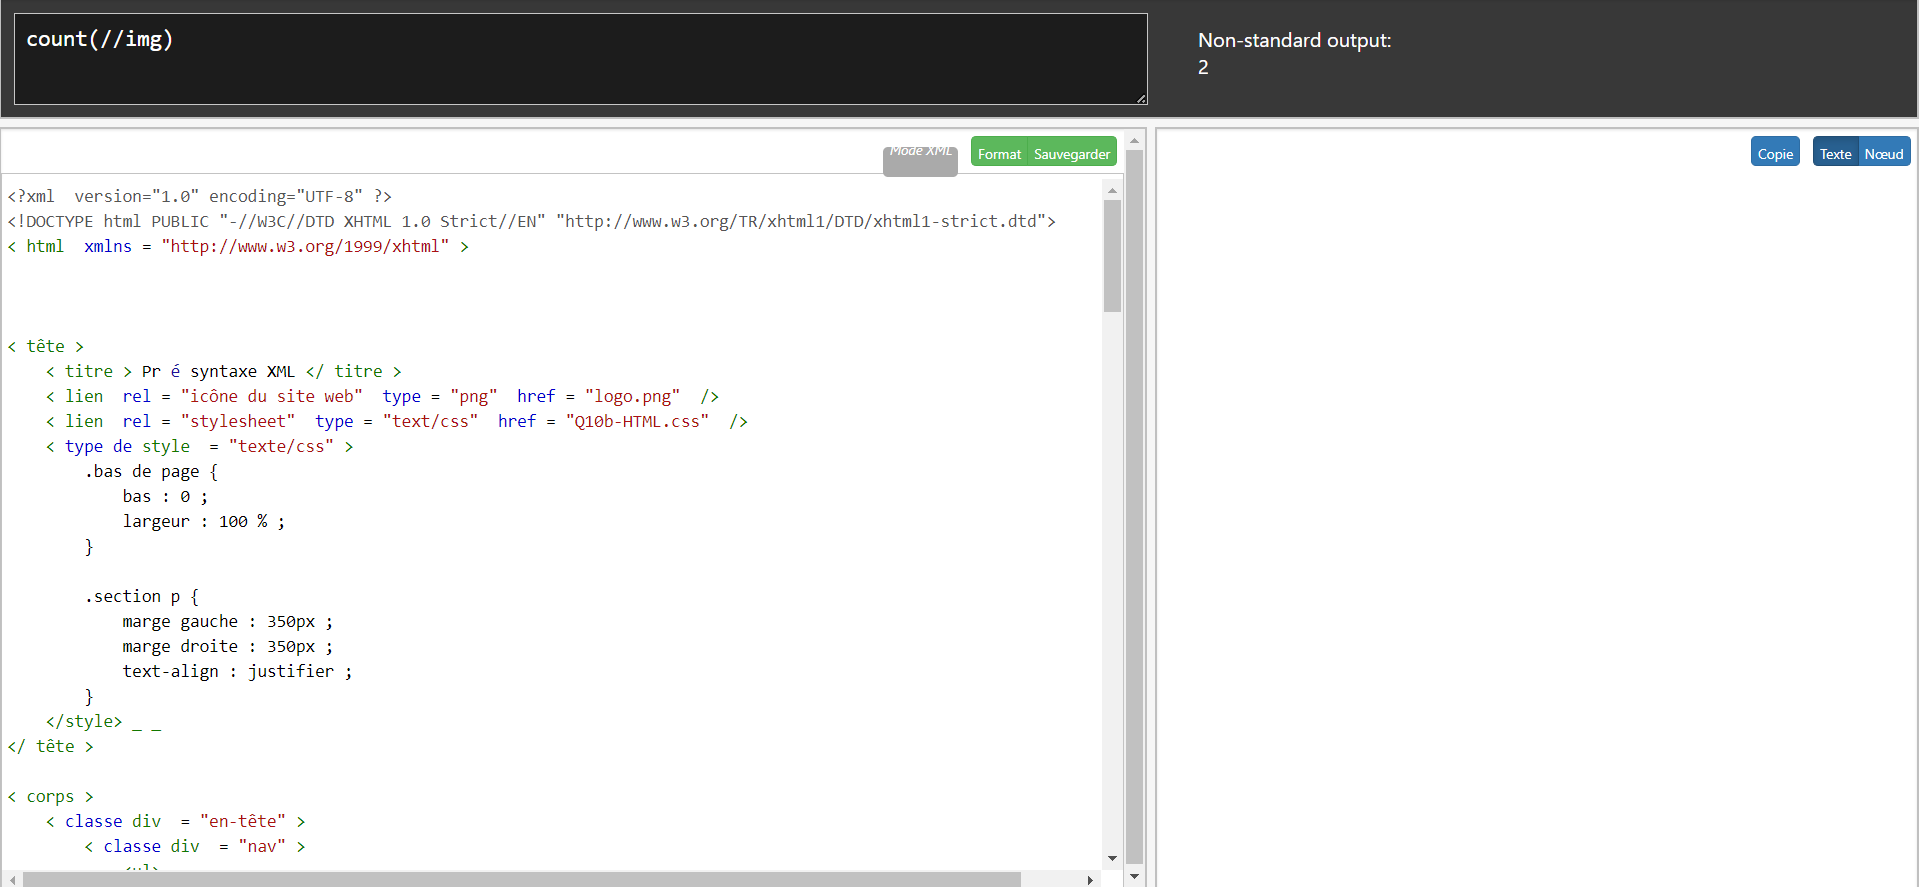 count(//img)
Non-standard output:
2
Mode XML
Format Sauvegarder
Copie Texte Nœud
<?xml  version="1.0" encoding="UTF-8" ?>
<!DOCTYPE html PUBLIC "-//W3C//DTD XHTML 1.0 Strict//EN" "http://www.w3.org/TR/xhtml1/DTD/xhtml1-strict.dtd">
< html  xmlns = "http://www.w3.org/1999/xhtml" >
< tête >
    < titre > Pr é syntaxe XML </ titre >
    < lien  rel = "icône du site web"  type = "png"  href = "logo.png"  />
    < lien  rel = "stylesheet"  type = "text/css"  href = "Q10b-HTML.css"  />
    < type de style  = "texte/css" >
        .bas de page {
            bas : 0 ;
            largeur : 100 % ;
        }
        .section p {
            marge gauche : 350px ;
            marge droite : 350px ;
            text-align : justifier ;
        }
    </style> _ _
</ tête >
< corps >
    < classe div  = "en-tête" >
        < classe div  = "nav" >
            <ul>